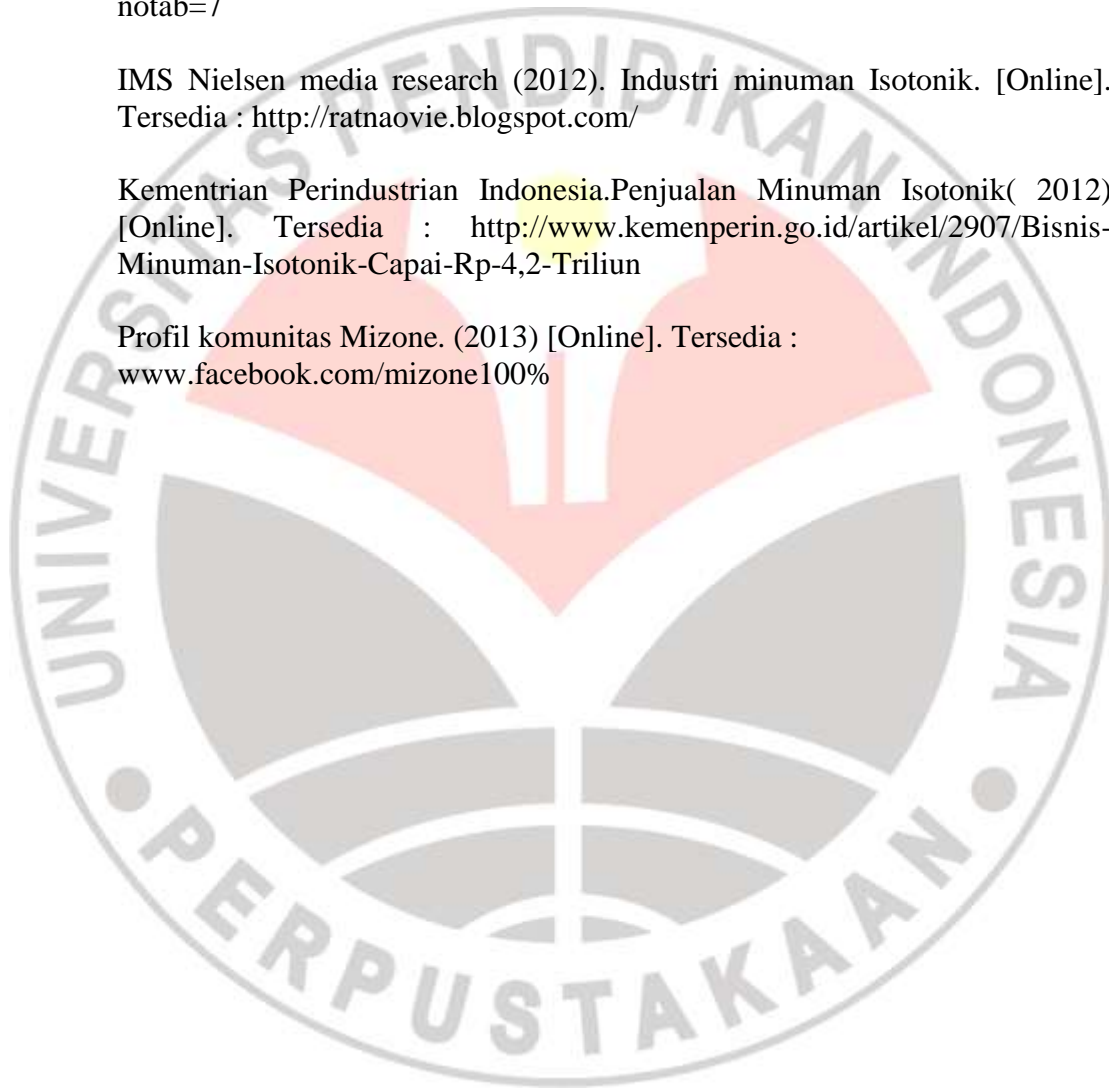 notab=7
IMS Nielsen media research (2012). Industri minuman Isotonik. [Online].
Tersedia : http://ratnaovie.blogspot.com/
Kementrian Perindustrian Indonesia.Penjualan Minuman Isotonik( 2012)
[Online]. Tersedia : http://www.kemenperin.go.id/artikel/2907/Bisnis-
Minuman-Isotonik-Capai-Rp-4,2-Triliun
Profil komunitas Mizone. (2013) [Online]. Tersedia :
www.facebook.com/mizone100%
UNIVERSITAS PENDIDIKAN INDONESIA
PERPUSTAKAAN